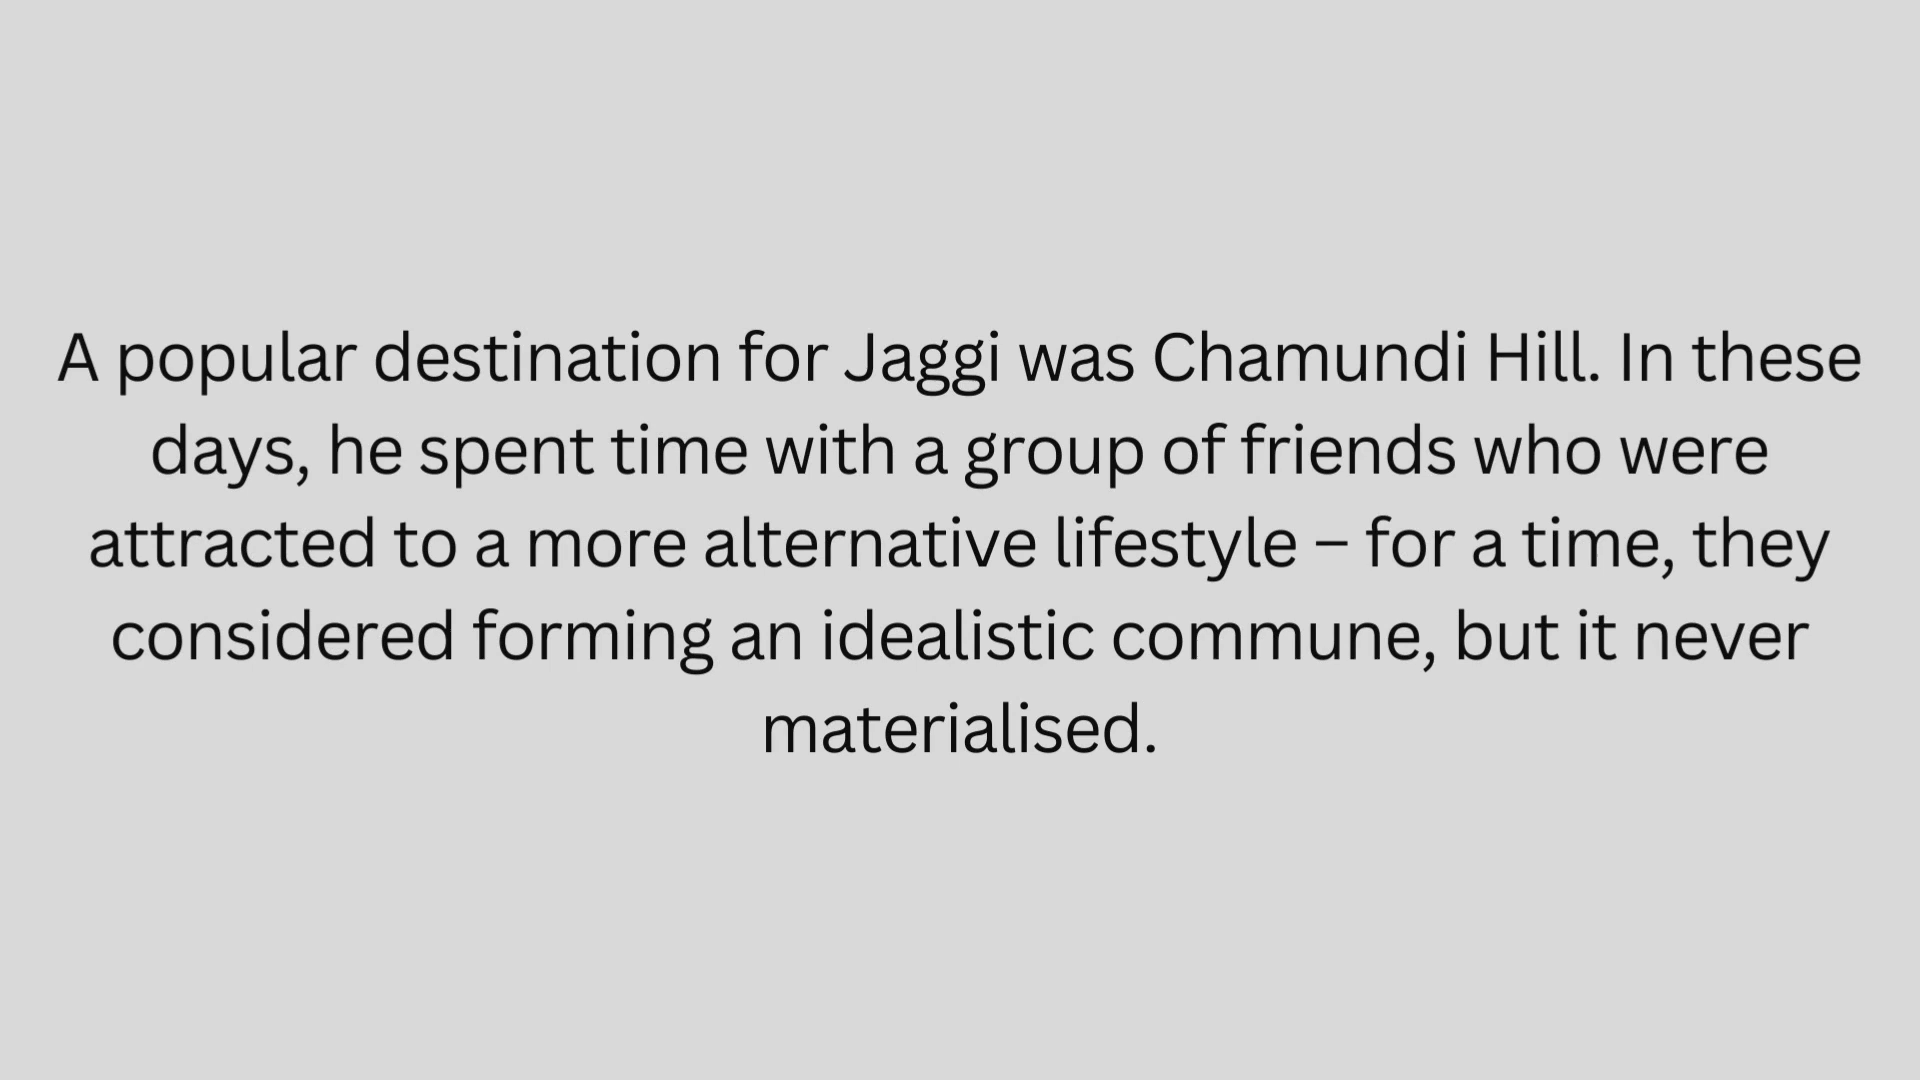 A popular destination for Jaggi was Chamundi Hill. In these
days, he spent time with a group of friends who were
attracted to a more alternative lifestyle – for a time, they
considered forming an idealistic commune, but it never
materialised.